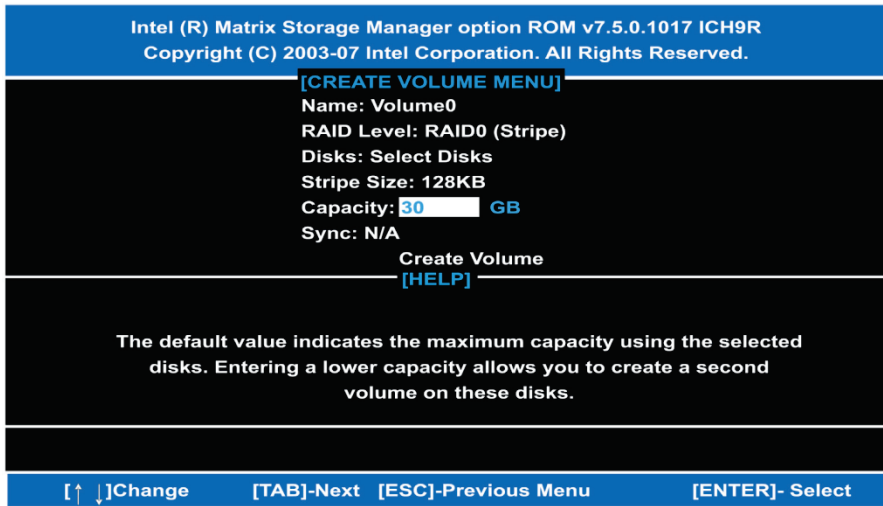 Intel (R) Matrix Storage Manager option ROM v7.5.0.1017 ICH9R
Copyright (C) 2003-07 Intel Corporation. All Rights Reserved.
[CREATE VOLUME MENU]
Name: Volume0
RAID Level: RAID0 (Stripe)
Disks: Select Disks
Stripe Size: 128KB
Capacity: 30 GB
Sync: N/A
Create Volume
[HELP]
The default value indicates the maximum capacity using the selected
disks. Entering a lower capacity allows you to create a second
volume on these disks.
[↑ ↓]Change [TAB]-Next [ESC]-Previous Menu [ENTER]- Select